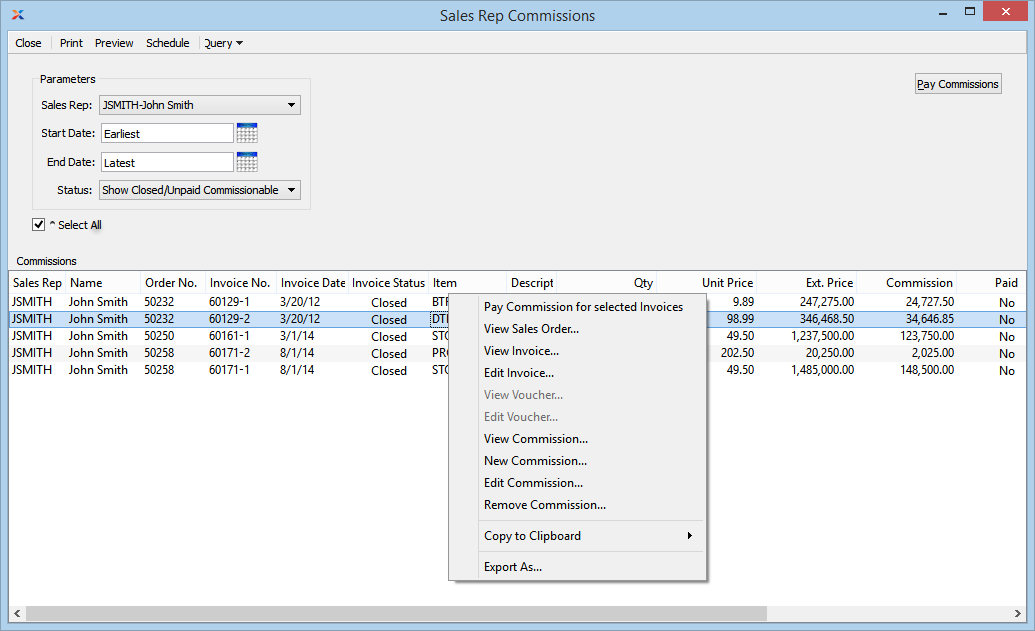 Sales Rep Commissions
Close Print Preview Schedule Query
Parameters
Pay Commissions
Sales Rep: JSMITH-John Smith
Start Date: Earliest
End Date: Latest
Status: Show Closed/Unpaid Commissionable
^ Select All
Commissions
Sales Rep Name Order No. Invoice No. Invoice Date Invoice Status Item Descript Qty Unit Price Ext. Price Commission Paid
JSMITH John Smith 50232 60129-1 3/20/12 Closed 9.89 247,275.00 24,727.50 No
JSMITH John Smith 50232 60129-2 3/20/12 Closed 98.99 346,468.50 34,646.85 No
JSMITH John Smith 50250 60161-1 3/1/14 Closed 49.50 1,237,500.00 123,750.00 No
JSMITH John Smith 50258 60171-2 8/1/14 Closed 202.50 20,250.00 2,025.00 No
JSMITH John Smith 50258 60171-1 8/1/14 Closed 49.50 1,485,000.00 148,500.00 No
Pay Commission for selected Invoices
View Sales Order...
View Invoice...
Edit Invoice...
View Voucher...
Edit Voucher...
View Commission...
New Commission...
Edit Commission...
Remove Commission...
Copy to Clipboard
Export As...